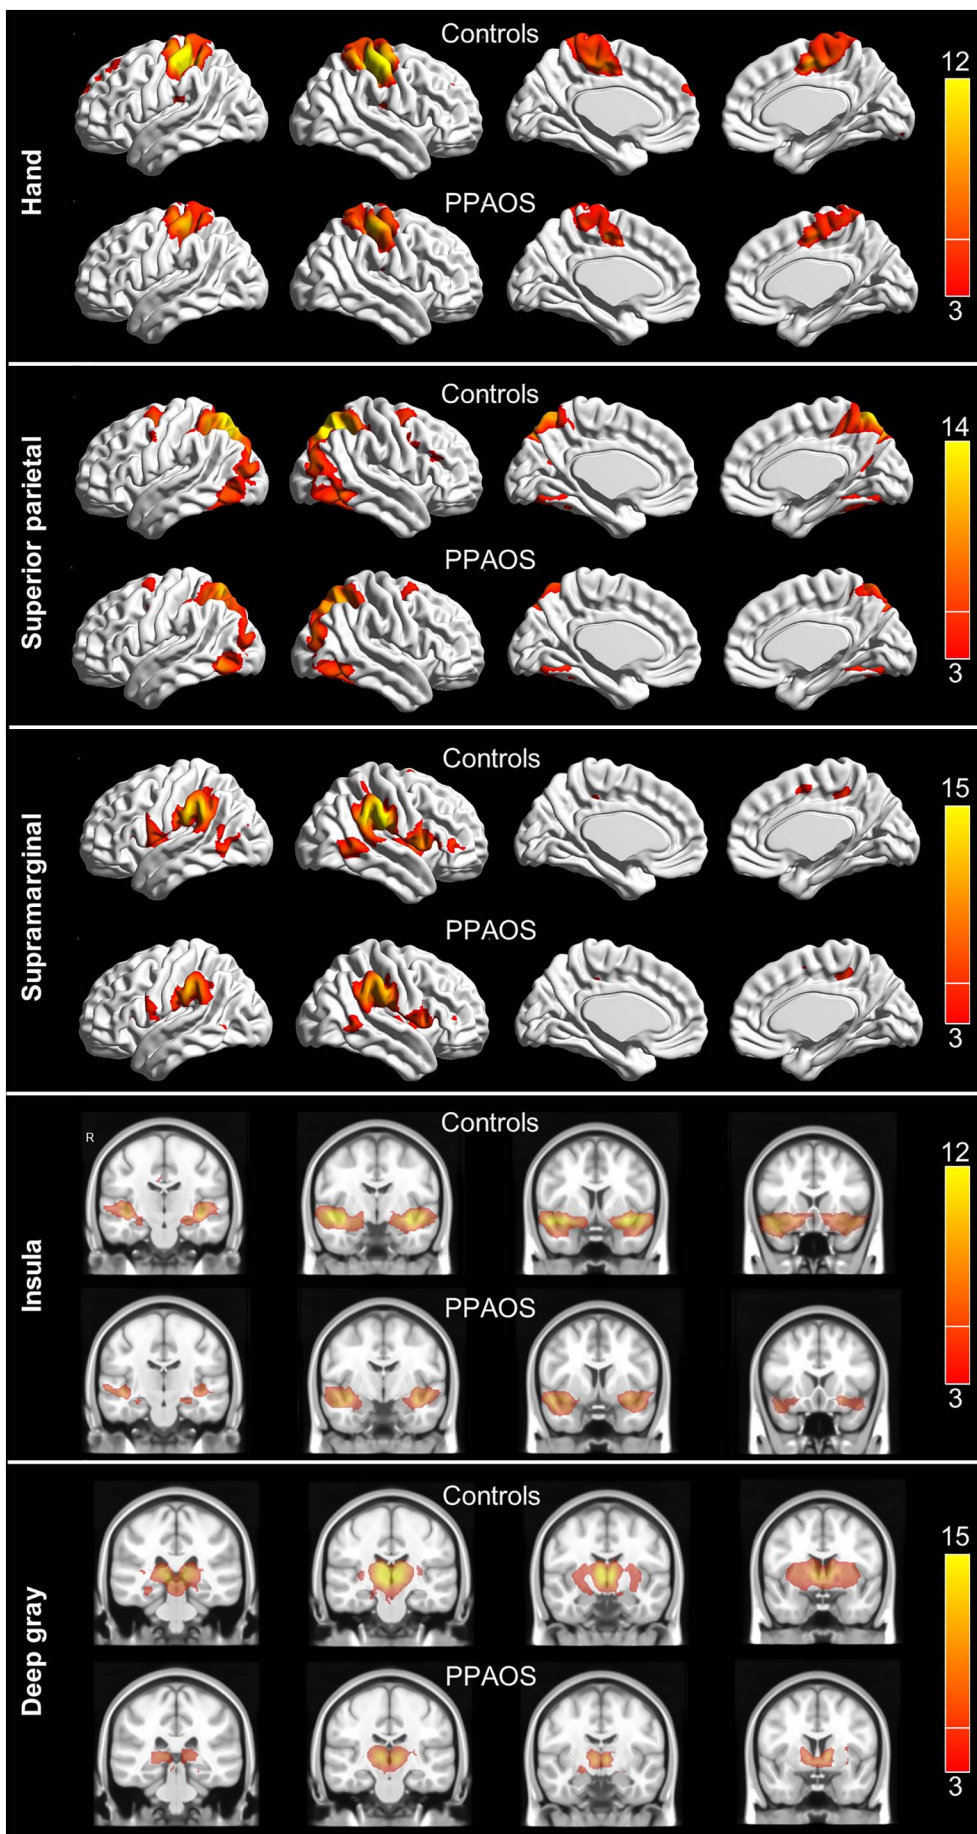 Hand
Controls
12
PPAOS
3
Superior parietal
Controls
14
PPAOS
3
Supramarginal
Controls
15
PPAOS
3
Insula
Controls
R
12
PPAOS
3
Deep gray
Controls
15
PPAOS
3